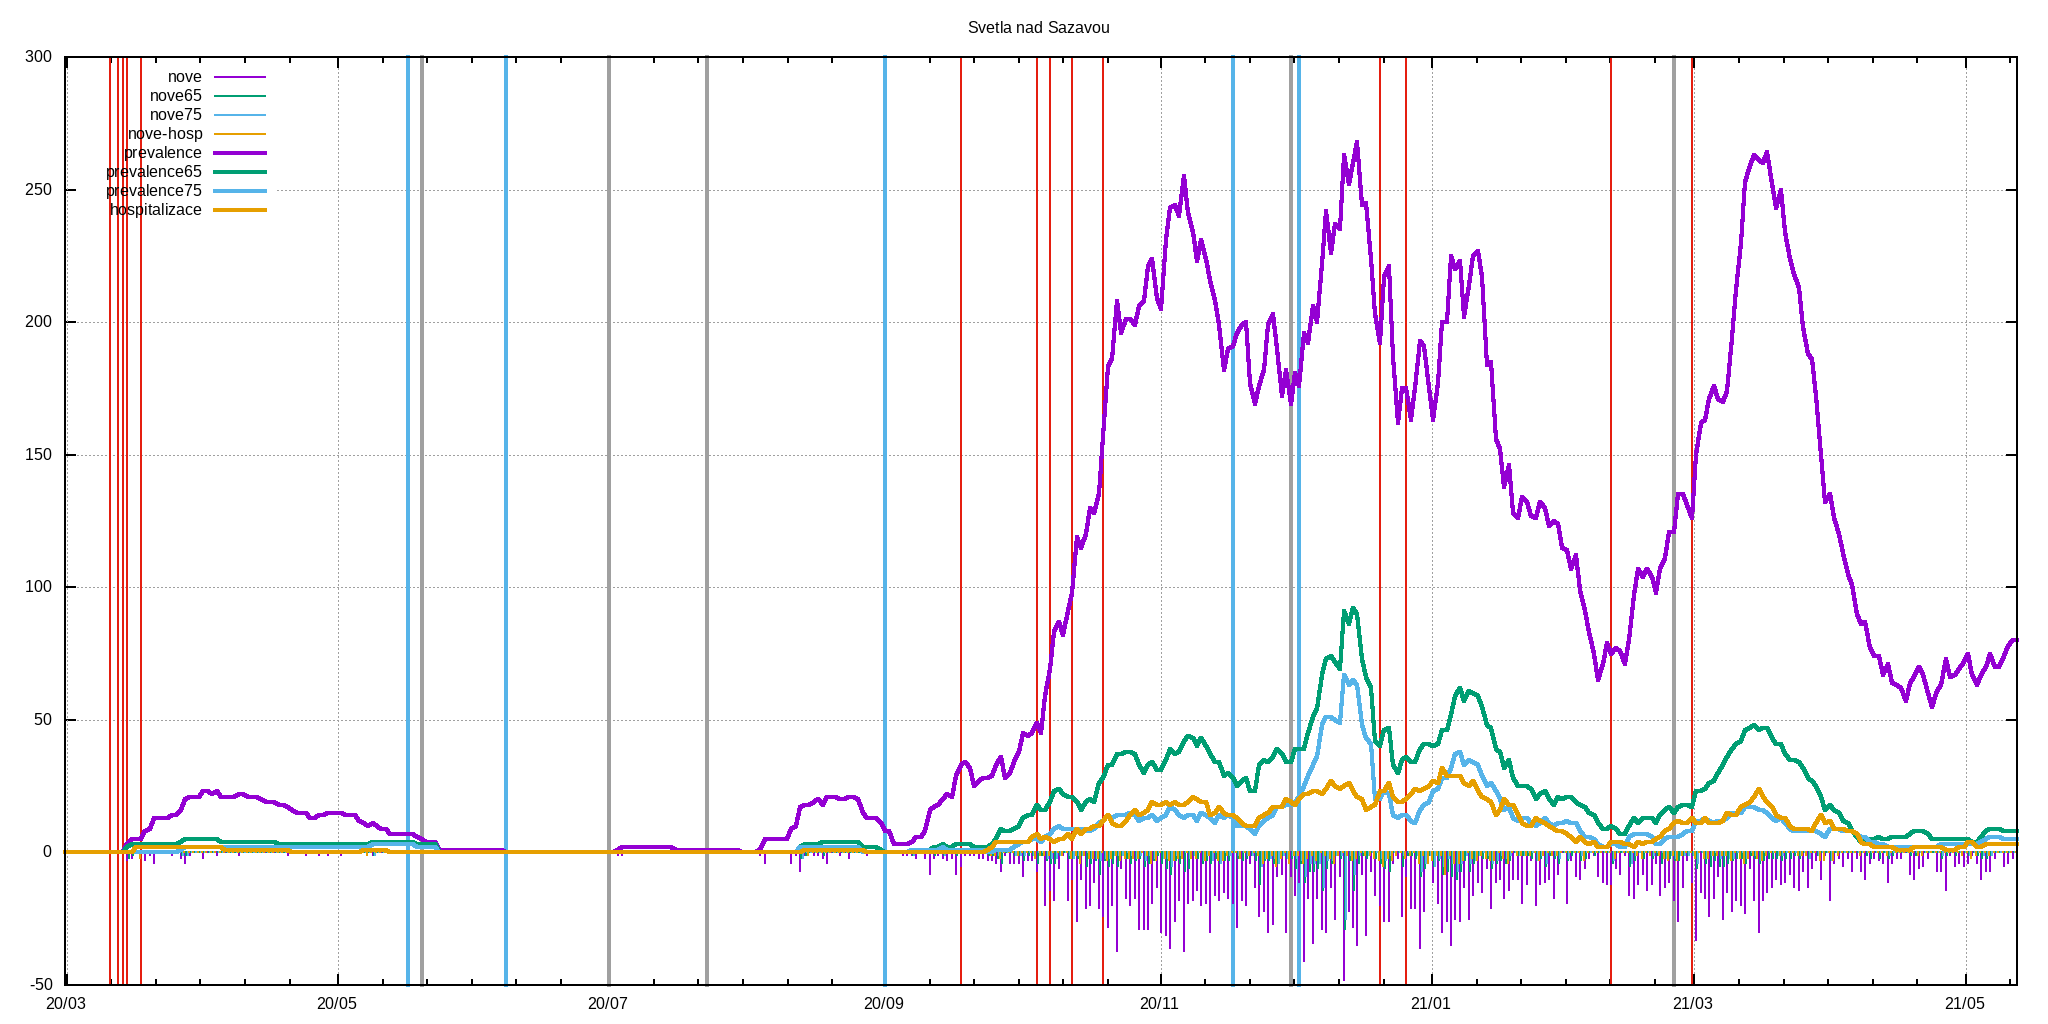 Svetla nad Sazavou
300
250
200
150
100
50
0
-50
nove
nove65
nove75
nove-hosp
prevalence
prevalence65
prevalence75
hospitalizace
20/03 20/05 20/07 20/09 20/11 21/01 21/03 21/05